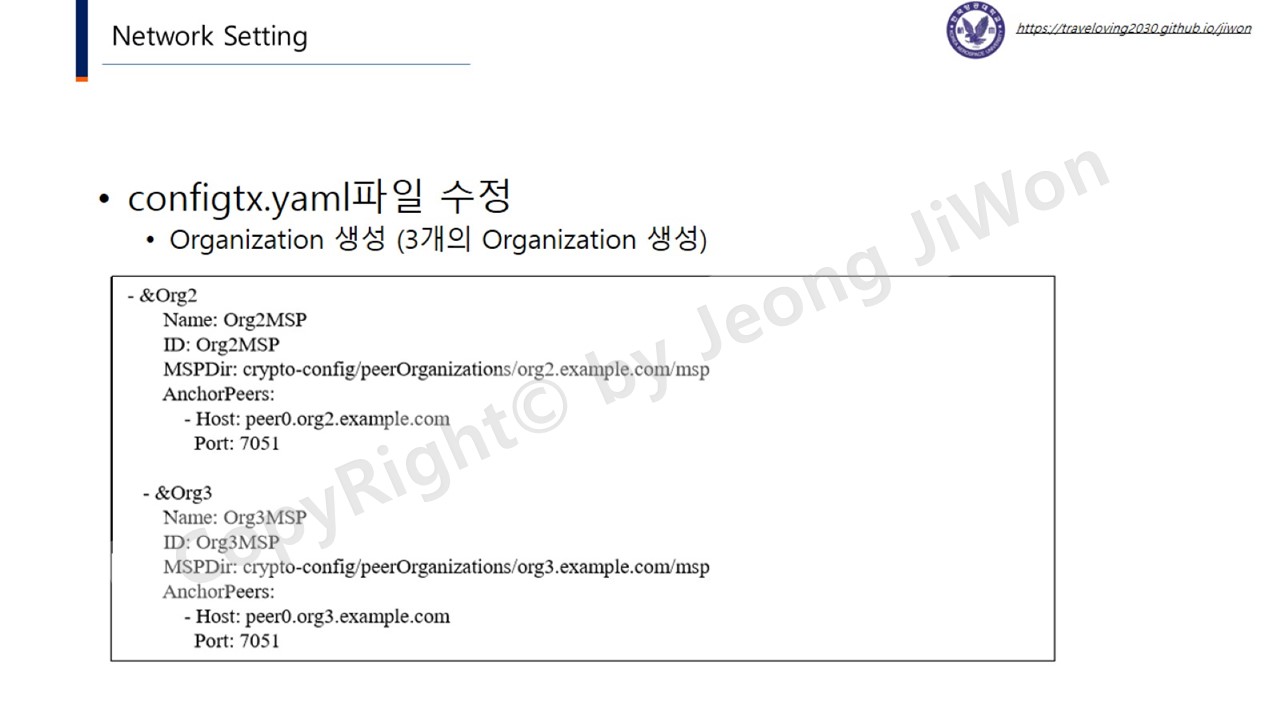 Network Setting
https://traveloving2030.github.io/jiwon
• configtx.yaml파일 수정
• Organization 생성 (3개의 Organization 생성)
- &Org2
Name: Org2MSP
ID: Org2MSP
MSPDir: crypto-config/peerOrganizations/org2.example.com/msp
AnchorPeers:
- Host: peer0.org2.example.com
Port: 7051
- &Org3
Name: Org3MSP
ID: Org3MSP
MSPDir: crypto-config/peerOrganizations/org3.example.com/msp
AnchorPeers:
- Host: peer0.org3.example.com
Port: 7051
CopyRight© by Jeong JiWon